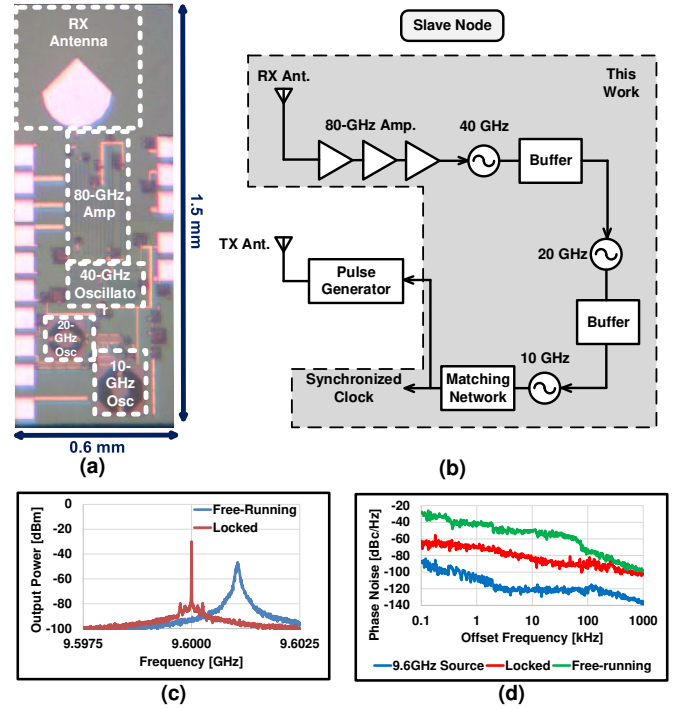 RX
Antenna
80-GHz
Amp
40-GHz
Oscillato
r
20-
GHz
Osc
10-
GHz
Osc
1.5 mm
0.6 mm
(a)
Slave Node
This
Work
RX Ant.
80-GHz Amp.
40 GHz
Buffer
20 GHz
Buffer
TX Ant.
Pulse
Generator
10 GHz
Synchronized
Clock
Matching
Network
(b)
Output Power [dBm]
0
-20
-40
-60
-80
-100
Free-Running
Locked
9.5975 9.6000 9.6025
Frequency [GHz]
(c)
Phase Noise [dBc/Hz]
-20
-40
-60
-80
-100
-120
-140
0.1 1 10 100 1000
Offset Frequency [kHz]
9.6GHz Source Locked Free-running
(d)